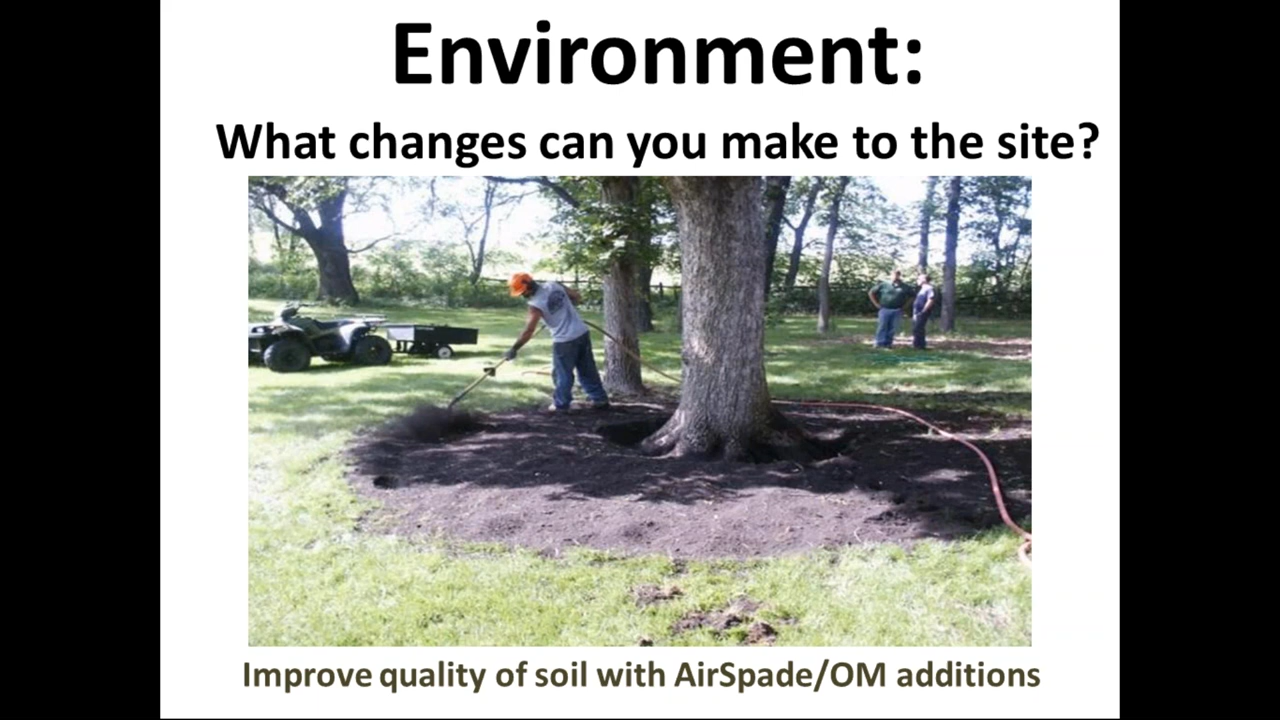 Environment:
What changes can you make to the site?
Improve quality of soil with AirSpade/OM additions